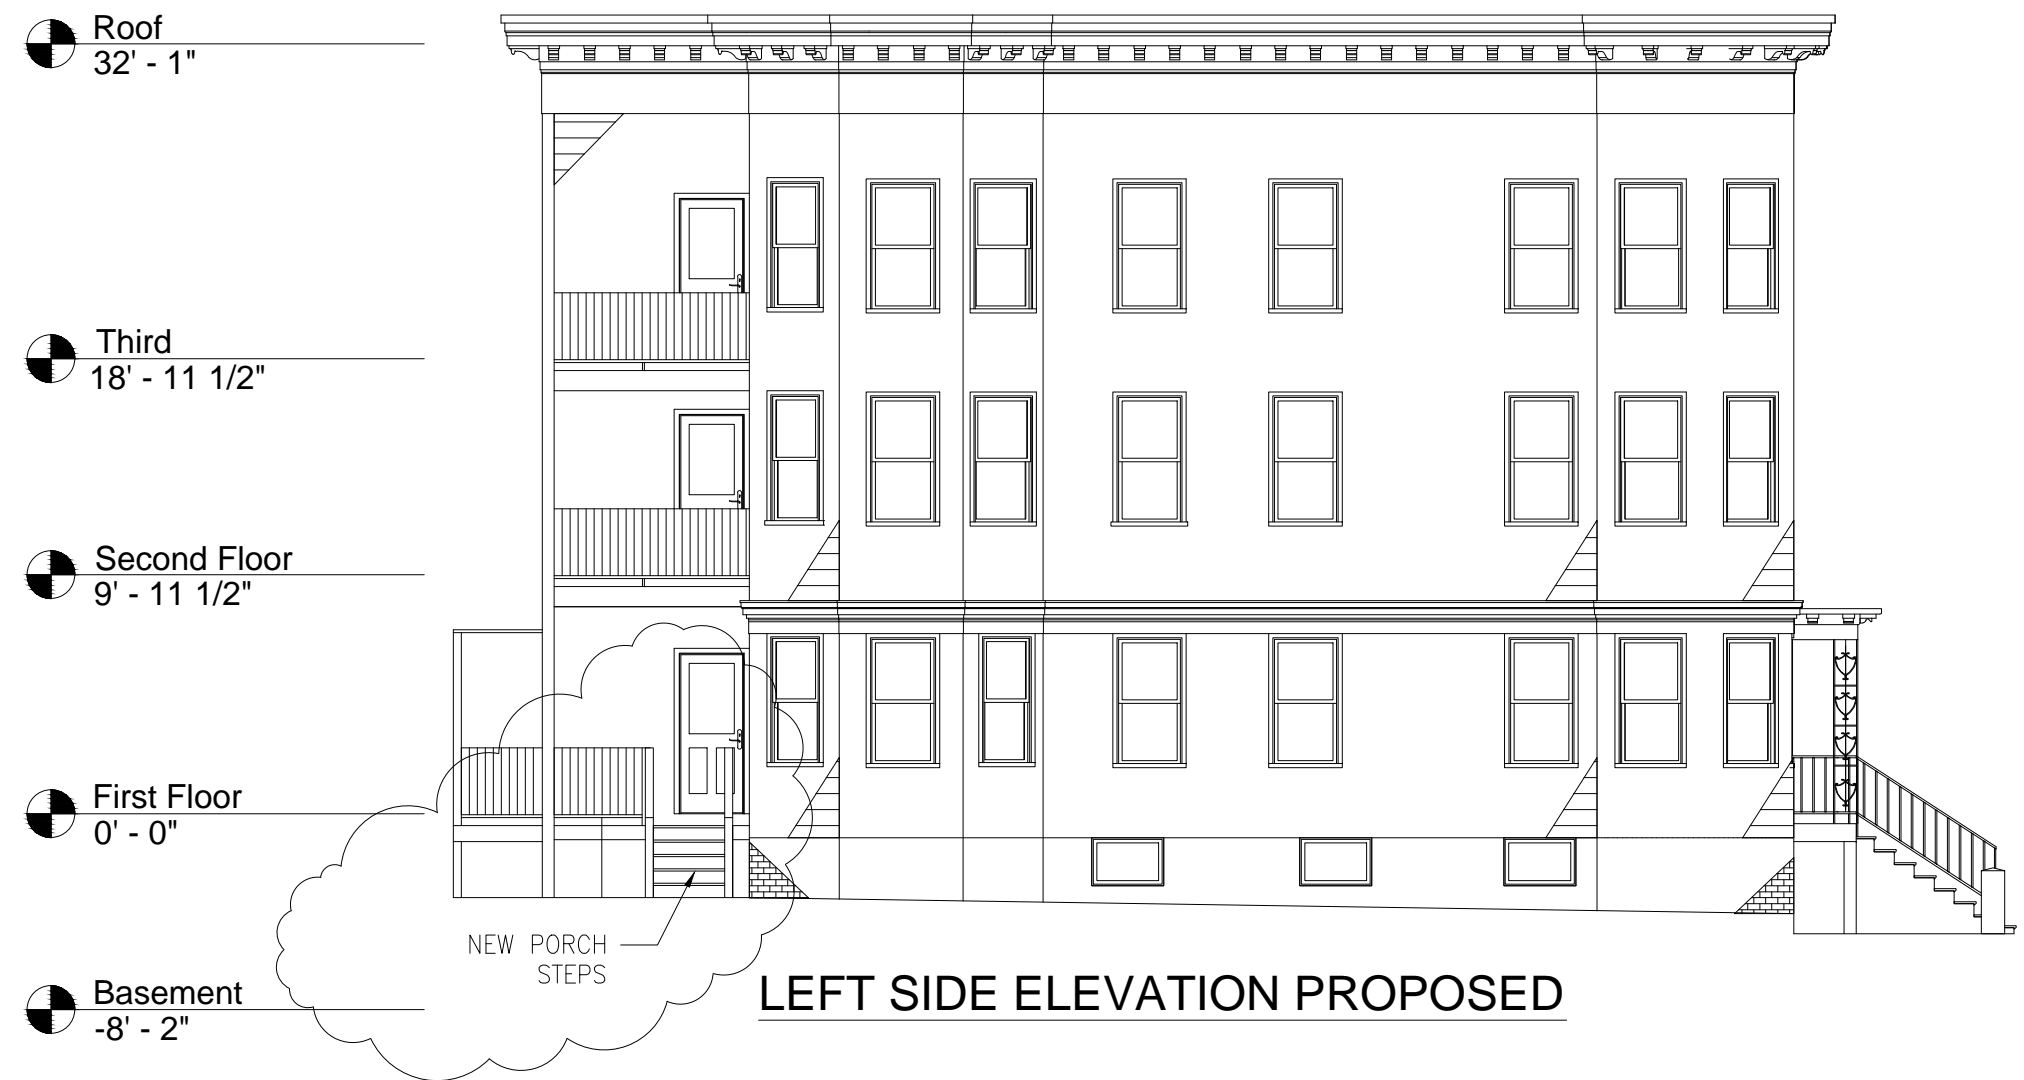 Roof
32' - 1"
Third
18' - 11 1/2"
Second Floor
9' - 11 1/2"
First Floor
0' - 0"
NEW PORCH
STEPS
LEFT SIDE ELEVATION PROPOSED
Basement
-8' - 2"